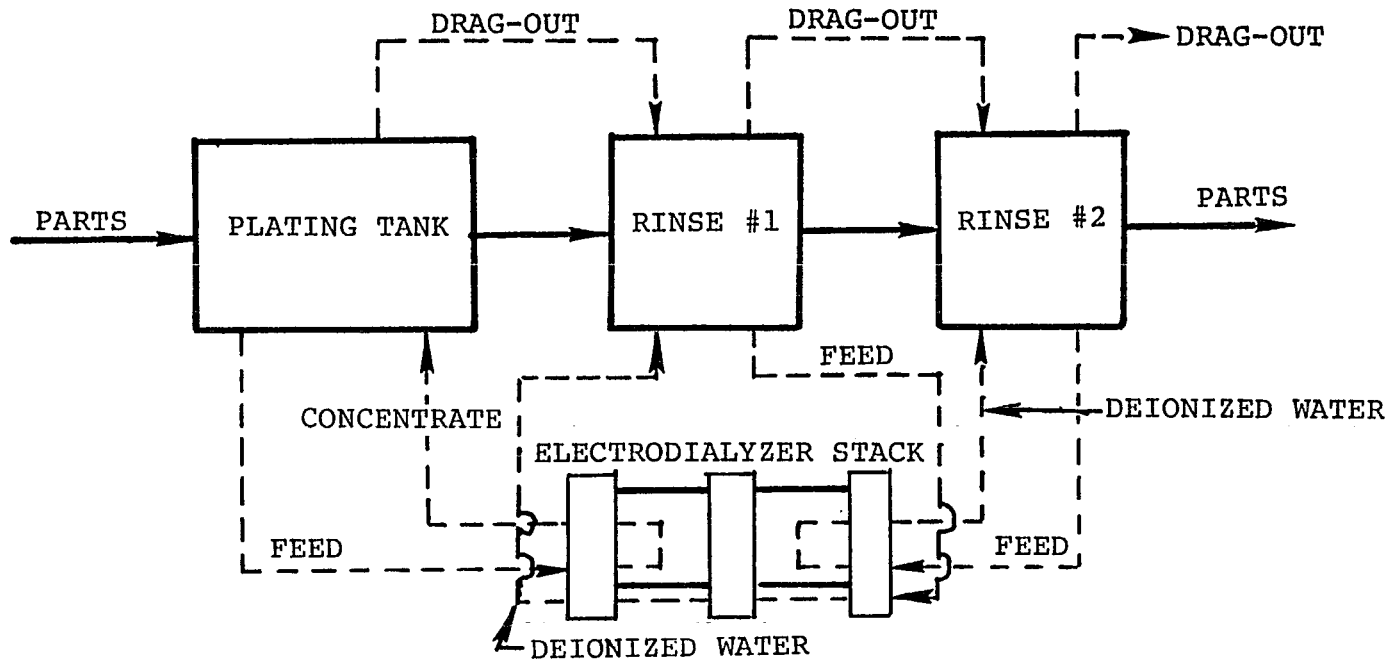 DRAG-OUT
DRAG-OUT
DRAG-OUT
PARTS
PLATING TANK
RINSE #1
RINSE #2
PARTS
FEED
CONCENTRATE
DEIONIZED WATER
ELECTRODIALYZER STACK
FEED
FEED
DEIONIZED WATER